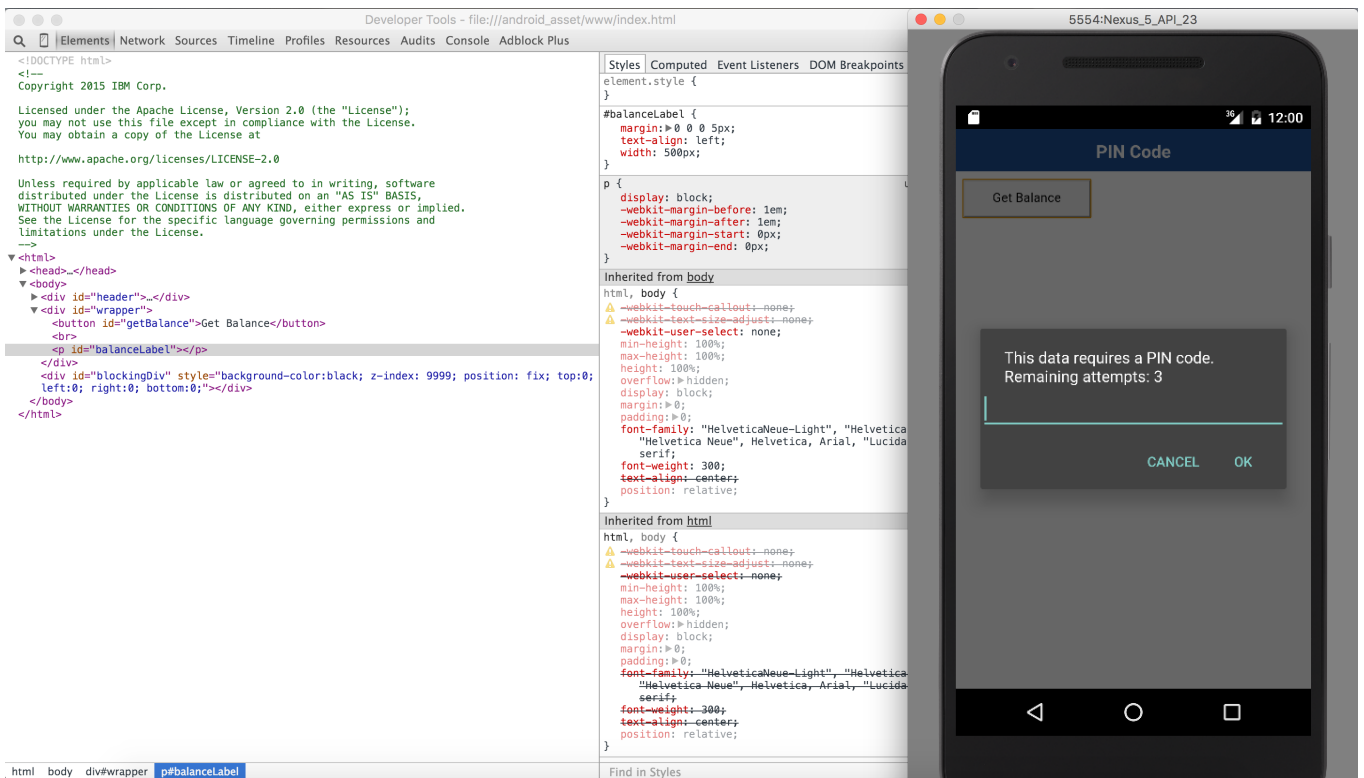 Developer Tools - file:///android_asset/www/index.html
Elements Network Sources Timeline Profiles Resources Audits Console Adblock Plus
<!DOCTYPE html>
<!--
Copyright 2015 IBM Corp.
Licensed under the Apache License, Version 2.0 (the "License");
you may not use this file except in compliance with the License.
You may obtain a copy of the License at
http://www.apache.org/licenses/LICENSE-2.0
Unless required by applicable law or agreed to in writing, software
distributed under the License is distributed on an "AS IS" BASIS,
WITHOUT WARRANTIES OR CONDITIONS OF ANY KIND, either express or implied.
See the License for the specific language governing permissions and
limitations under the License.
-->
▼<html>
▶<head>…</head>
▼<body>
▶<div id="header">…</div>
▼<div id="wrapper">
<button id="getBalance">Get Balance</button>
<br>
<p id="balanceLabel"></p>
</div>
<div id="blockingDiv" style="background-color:black; z-index: 9999; position: fix; top:0;
left:0; right:0; bottom:0;"></div>
</body>
</html>
html body div#wrapper p#balanceLabel
Styles Computed Event Listeners DOM Breakpoints
element.style {
}
#balanceLabel {
margin:▶0 0 0 5px;
text-align: left;
width: 500px;
}
p { u
display: block;
-webkit-margin-before: 1em;
-webkit-margin-after: 1em;
-webkit-margin-start: 0px;
-webkit-margin-end: 0px;
}
Inherited from body
html, body {
-webkit-touch-callout: none;
-webkit-text-size-adjust: none;
-webkit-user-select: none;
min-height: 100%;
max-height: 100%;
height: 100%;
overflow:▶hidden;
display: block;
margin:▶0;
padding:▶0;
font-family: "HelveticaNeue-Light", "Helvetica
"Helvetica Neue", Helvetica, Arial, "Lucida
serif;
font-weight: 300;
text-align: center;
position: relative;
}
Inherited from html
html, body {
-webkit-touch-callout: none;
-webkit-text-size-adjust: none;
-webkit-user-select: none;
min-height: 100%;
max-height: 100%;
height: 100%;
overflow:▶hidden;
display: block;
margin:▶0;
padding:▶0;
font-family: "HelveticaNeue-Light", "Helvetica
"Helvetica Neue", Helvetica, Arial, "Lucida
serif;
font-weight: 300;
text-align: center;
position: relative;
}
Find in Styles
5554:Nexus_5_API_23
3G 12:00
PIN Code
Get Balance
This data requires a PIN code.
Remaining attempts: 3
CANCEL OK